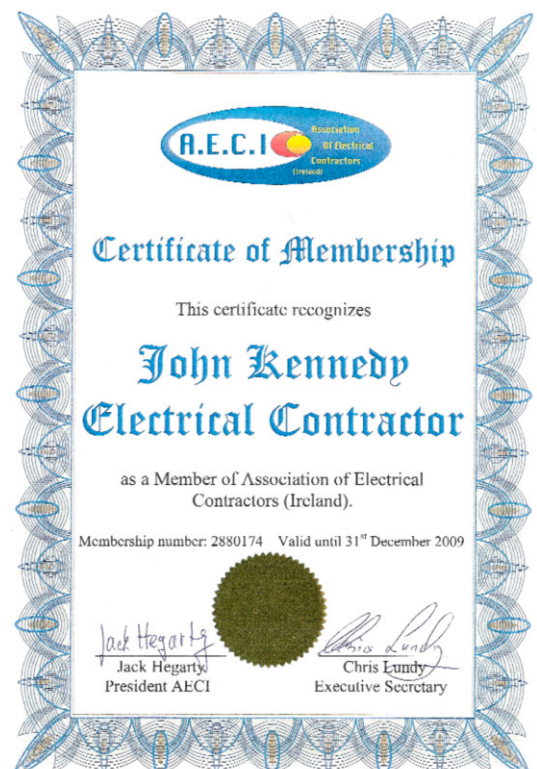 A.E.C.I
Association
Of Electrical
Contractors
(Ireland)
Certificate of Membership
This certificate recognizes
John Kennedy
Electrical Contractor
as a Member of Association of Electrical
Contractors (Ireland).
Membership number: 2880174 Valid until 31st December 2009
Jack Hegarty
Chris Lundy
Jack Hegarty
President AECI
Chris Lundy
Executive Secretary